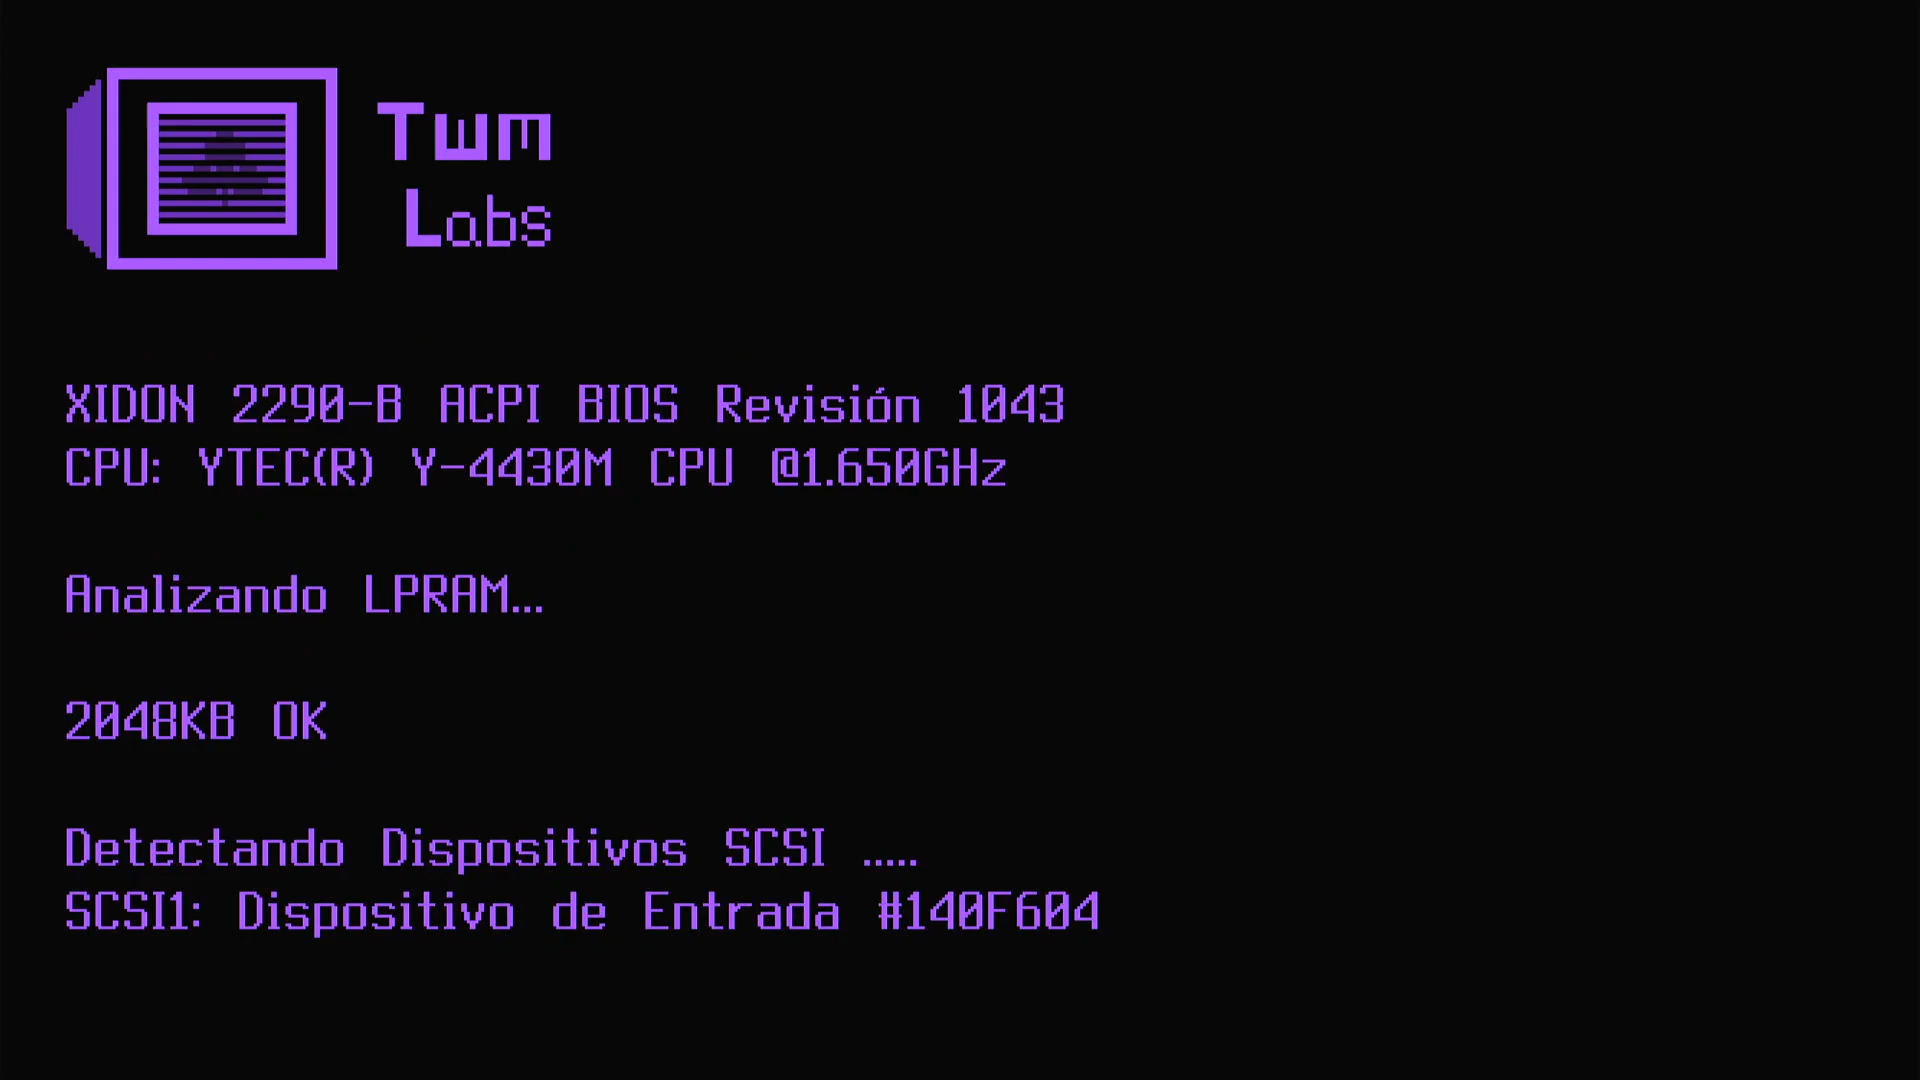 Twm
Labs
XIDON 2290-B ACPI BIOS Revisión 1043
CPU: YTEC(R) Y-4430M CPU @1.650GHz
Analizando LPRAM...
2048KB OK
Detectando Dispositivos SCSI .....
SCSI1: Dispositivo de Entrada #140F604